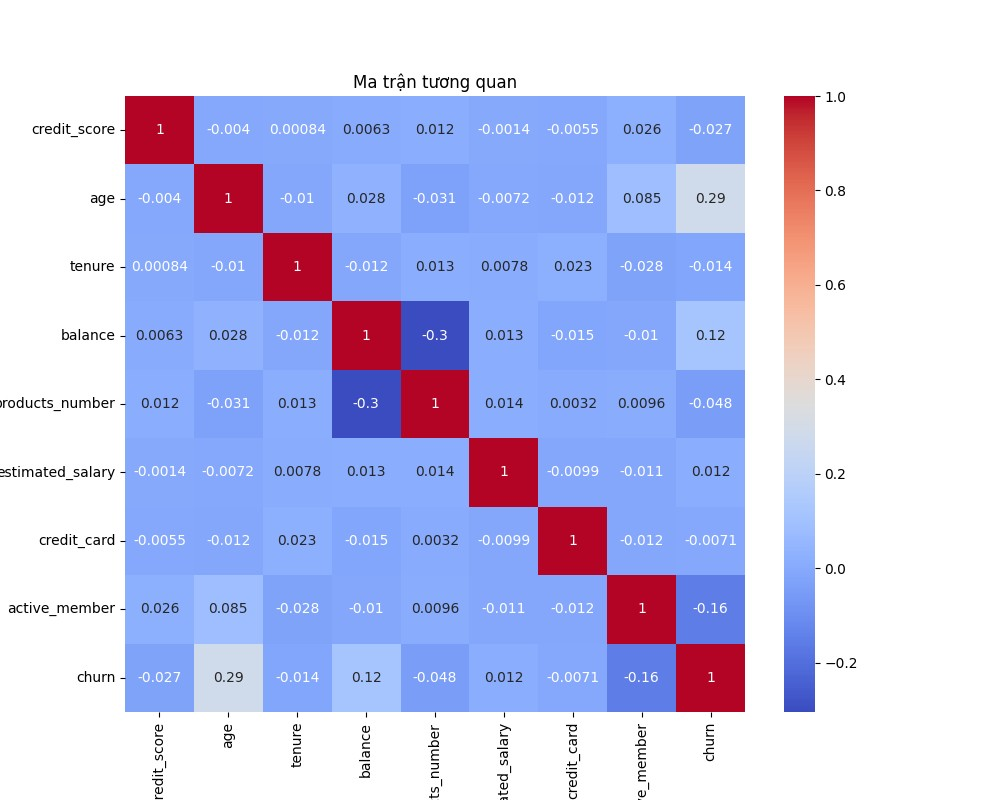 Ma trận tương quan
credit_score 1 -0.004 0.00084 0.0063 0.012 -0.0014 -0.0055 0.026 -0.027
age -0.004 1 -0.01 0.028 -0.031 -0.0072 -0.012 0.085 0.29
tenure 0.00084 -0.01 1 -0.012 0.013 0.0078 0.023 -0.028 -0.014
balance 0.0063 0.028 -0.012 1 -0.3 0.013 -0.015 -0.01 0.12
products_number 0.012 -0.031 0.013 -0.3 1 0.014 0.0032 0.0096 -0.048
estimated_salary -0.0014 -0.0072 0.0078 0.013 0.014 1 -0.0099 -0.011 0.012
credit_card -0.0055 -0.012 0.023 -0.015 0.0032 -0.0099 1 -0.012 -0.0071
active_member 0.026 0.085 -0.028 -0.01 0.0096 -0.011 -0.012 1 -0.16
churn -0.027 0.29 -0.014 0.12 -0.048 0.012 -0.0071 -0.16 1
redit_score
age
tenure
balance
ts_number
ated_salary
credit_card
ve_member
churn
1.0
0.8
0.6
0.4
0.2
0.0
−0.2